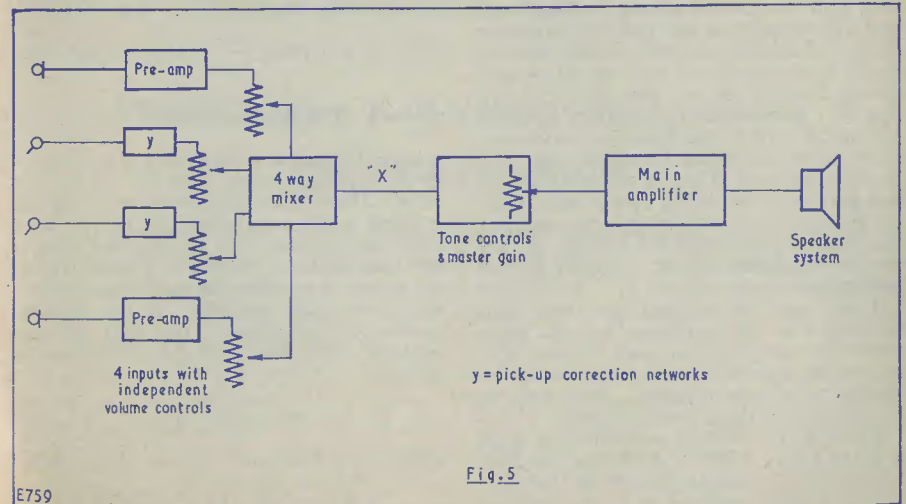 Pre-amp
y
y
Pre-amp
4 inputs with
independent
volume controls
4 way
mixer
"X"
Tone controls
& master gain
Main
amplifier
Speaker
system
y = pick-up correction networks
Fig. 5
E759